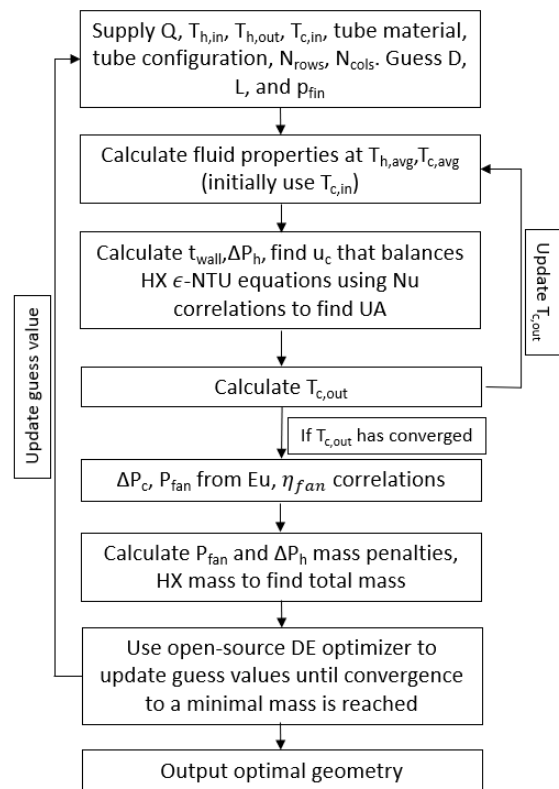 Supply Q, T_h,in, T_h,out, T_c,in, tube material,
tube configuration, N_rows, N_cols. Guess D,
L, and p_fin
Calculate fluid properties at T_h,avg,T_c,avg
(initially use T_c,in)
Calculate t_wall,ΔP_h, find u_c that balances
HX ϵ-NTU equations using Nu
correlations to find UA
Calculate T_c,out
Update T_c,out
If T_c,out has converged
ΔP_c, P_fan from Eu, η_fan correlations
Calculate P_fan and ΔP_h mass penalties,
HX mass to find total mass
Use open-source DE optimizer to
update guess values until convergence
to a minimal mass is reached
Update guess value
Output optimal geometry